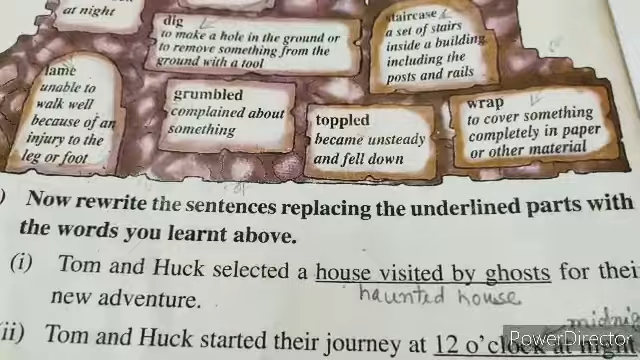 at night
dig
to make a hole in the ground or
to remove something from the
ground with a tool
staircase
a set of stairs
inside a building,
including the
posts and rails
lame
unable to
walk well
because of an
injury to the
leg or foot
grumbled
complained about
something
toppled
became unsteady
and fell down
wrap
to cover something
completely in paper
or other material
) Now rewrite the sentences replacing the underlined parts with
the words you learnt above.
(i) Tom and Huck selected a house visited by ghosts for thei
haunted house
new adventure.
midnig
ii) Tom and Huck started their journey at 12 o'clock at night
PowerDirector